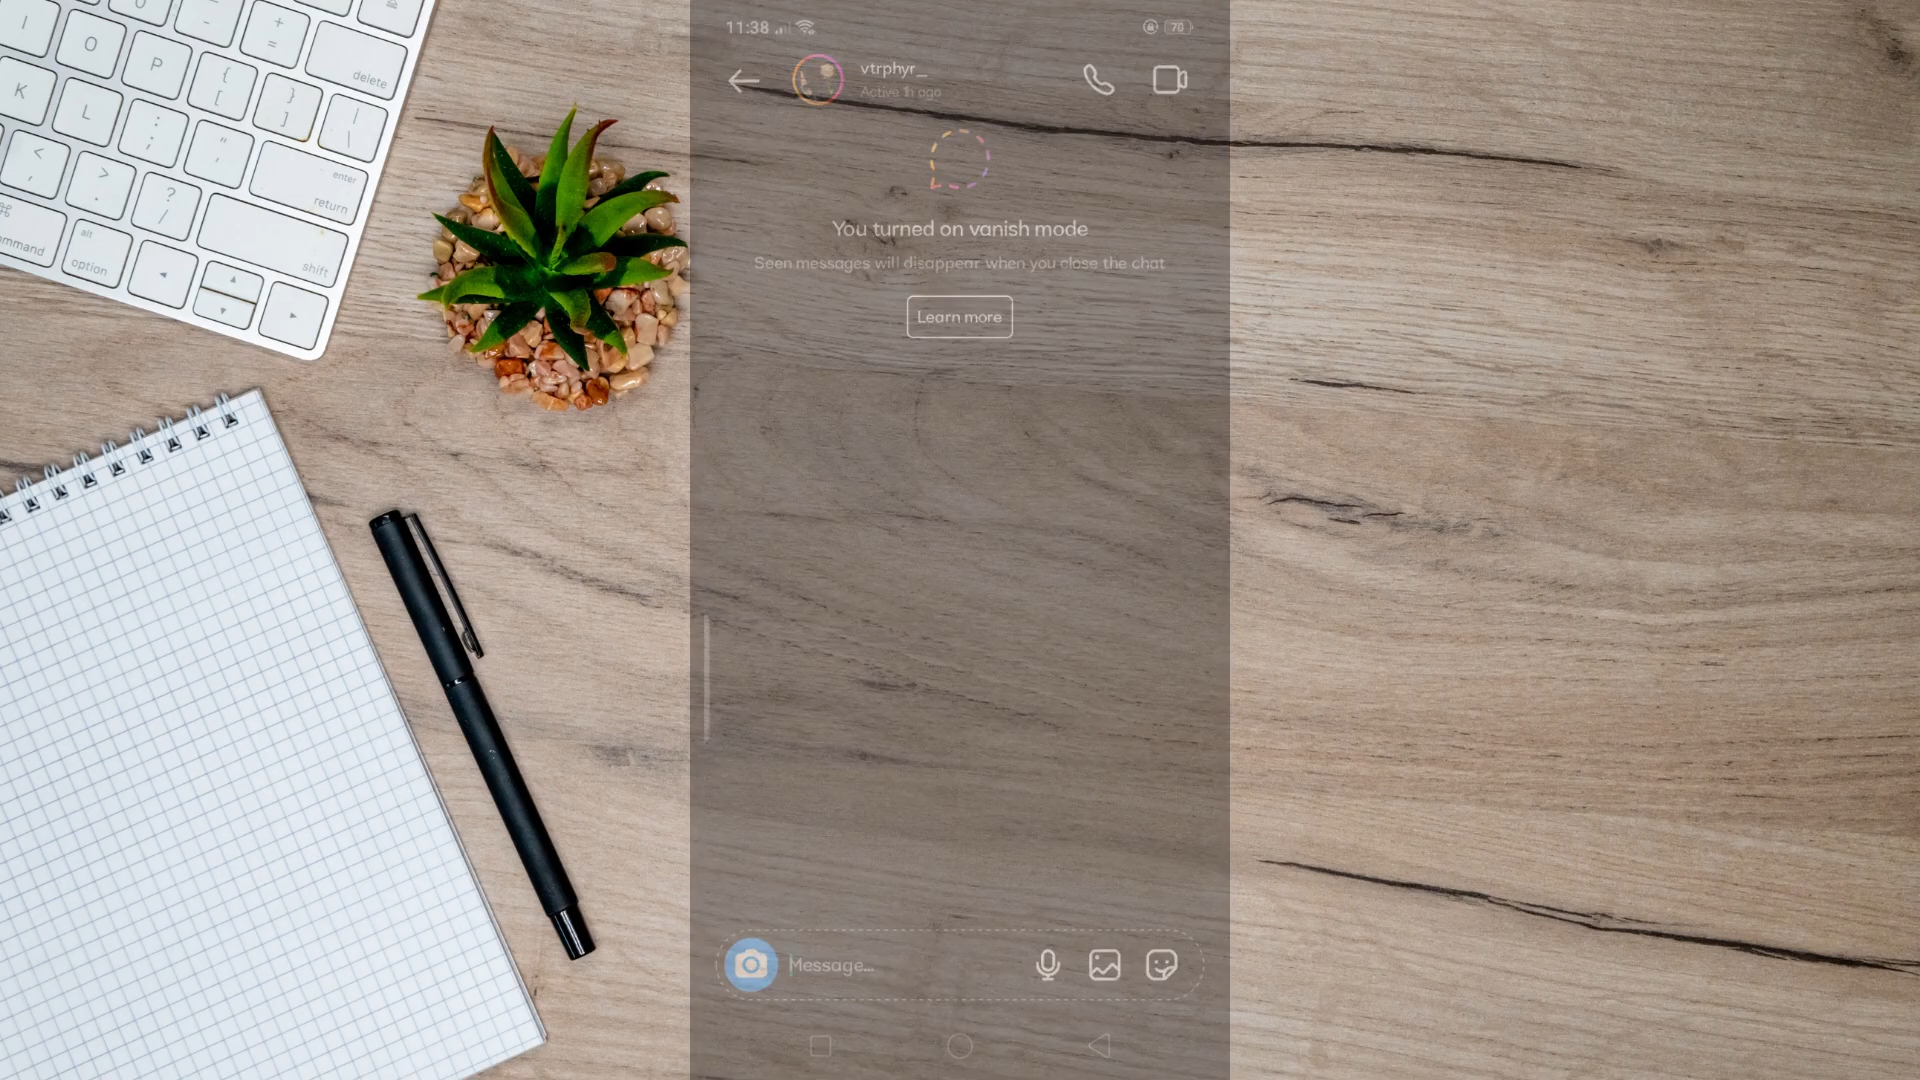 11:38
70
vtrphyr_
Active 1h ago
You turned on vanish mode
Seen messages will disappear when you close the chat
Learn more
Message...
I
O
P
{
[
+
=
}
]
|
\
delete
K
L
:
;
"
,
enter
return
<
,
>
.
?
/
shift
alt
option